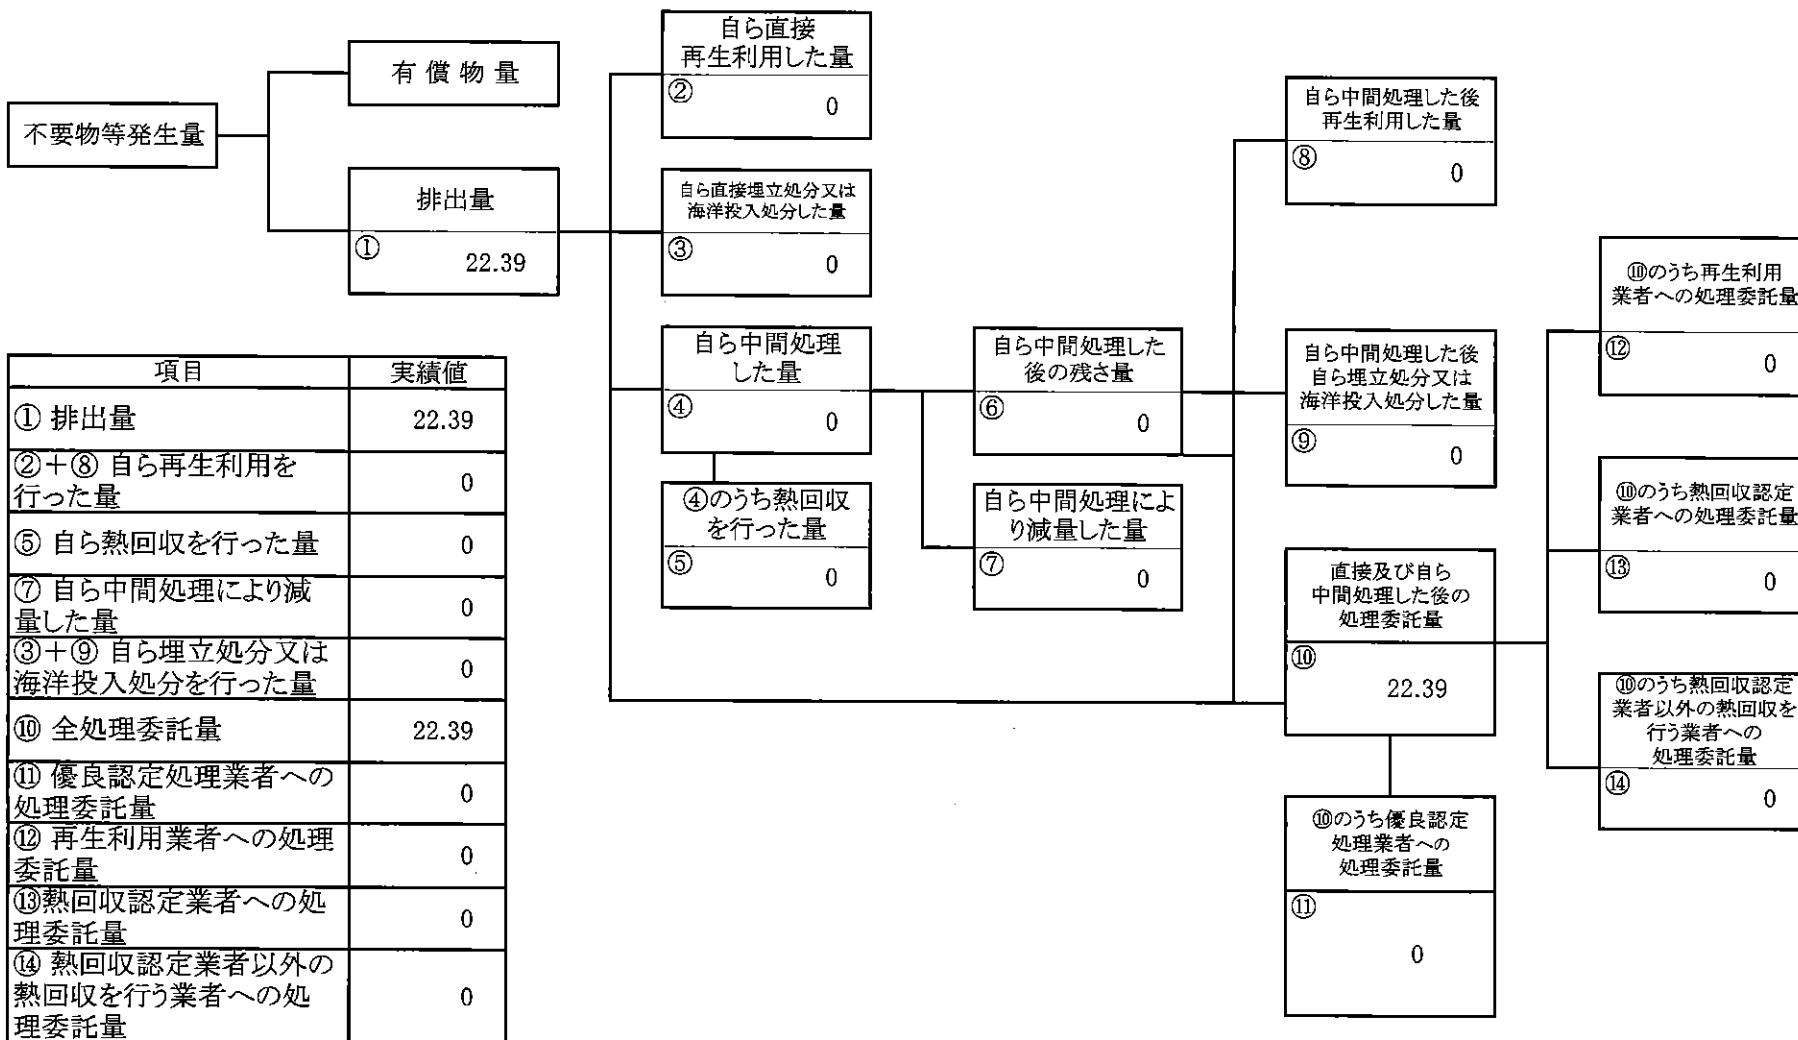 不要物等発生量
有 償 物 量
排出量
①
22.39
自ら直接
再生利用した量
②
0
自ら直接埋立処分又は
海洋投入処分した量
③
0
自ら中間処理
した量
④
0
④のうち熱回収
を行った量
⑤
0
自ら中間処理した
後の残さ量
⑥
0
自ら中間処理によ
り減量した量
⑦
0
自ら中間処理した後
再生利用した量
⑧
0
自ら中間処理した後
自ら埋立処分又は
海洋投入処分した量
⑨
0
直接及び自ら
中間処理した後の
処理委託量
⑩
22.39
⑩のうち優良認定
処理業者への
処理委託量
⑪
0
⑩のうち再生利用
業者への処理委託量
⑫
0
⑩のうち熱回収認定
業者への処理委託量
⑬
0
⑩のうち熱回収認定
業者以外の熱回収を
行う業者への
処理委託量
⑭
0
項目 実績値
① 排出量 22.39
②＋⑧ 自ら再生利用を
行った量 0
⑤ 自ら熱回収を行った量 0
⑦ 自ら中間処理により減
量した量 0
③＋⑨ 自ら埋立処分又は
海洋投入処分を行った量 0
⑩ 全処理委託量 22.39
⑪ 優良認定処理業者への
処理委託量 0
⑫ 再生利用業者への処理
委託量 0
⑬熱回収認定業者への処
理委託量 0
⑭ 熱回収認定業者以外の
熱回収を行う業者への処
理委託量 0